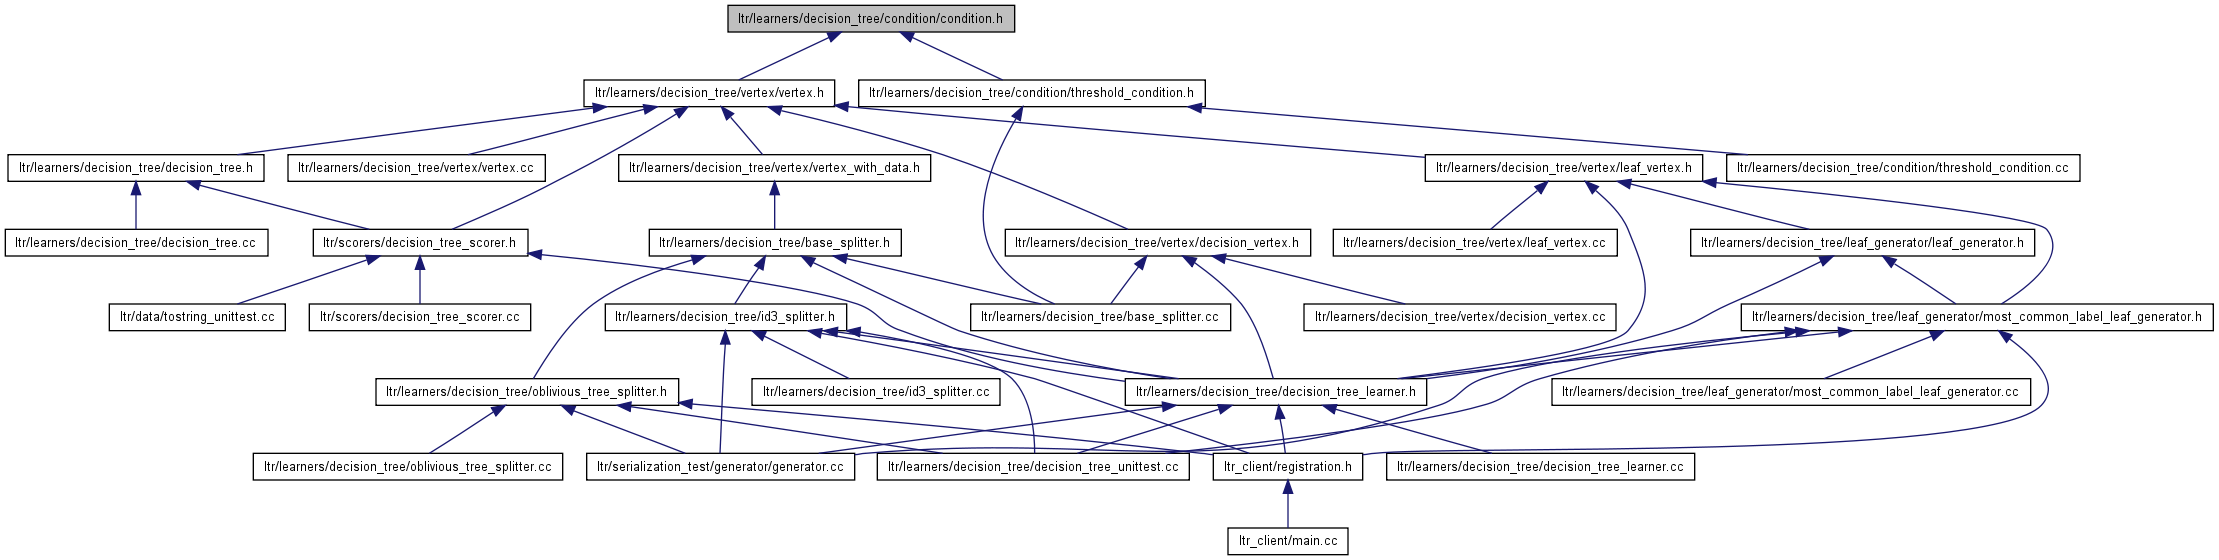 ltr/learners/decision_tree/condition/condition.h
ltr/learners/decision_tree/vertex/vertex.h
ltr/learners/decision_tree/condition/threshold_condition.h
ltr/learners/decision_tree/decision_tree.h
ltr/learners/decision_tree/vertex/vertex.cc
ltr/learners/decision_tree/vertex/vertex_with_data.h
ltr/learners/decision_tree/vertex/leaf_vertex.h
ltr/learners/decision_tree/condition/threshold_condition.cc
ltr/learners/decision_tree/decision_tree.cc
ltr/scorers/decision_tree_scorer.h
ltr/learners/decision_tree/base_splitter.h
ltr/learners/decision_tree/vertex/decision_vertex.h
ltr/learners/decision_tree/vertex/leaf_vertex.cc
ltr/learners/decision_tree/leaf_generator/leaf_generator.h
ltr/data/tostring_unittest.cc
ltr/scorers/decision_tree_scorer.cc
ltr/learners/decision_tree/id3_splitter.h
ltr/learners/decision_tree/base_splitter.cc
ltr/learners/decision_tree/vertex/decision_vertex.cc
ltr/learners/decision_tree/leaf_generator/most_common_label_leaf_generator.h
ltr/learners/decision_tree/oblivious_tree_splitter.h
ltr/learners/decision_tree/id3_splitter.cc
ltr/learners/decision_tree/decision_tree_learner.h
ltr/learners/decision_tree/leaf_generator/most_common_label_leaf_generator.cc
ltr/learners/decision_tree/oblivious_tree_splitter.cc
ltr/serialization_test/generator/generator.cc
ltr/learners/decision_tree/decision_tree_unittest.cc
ltr_client/registration.h
ltr/learners/decision_tree/decision_tree_learner.cc
ltr_client/main.cc